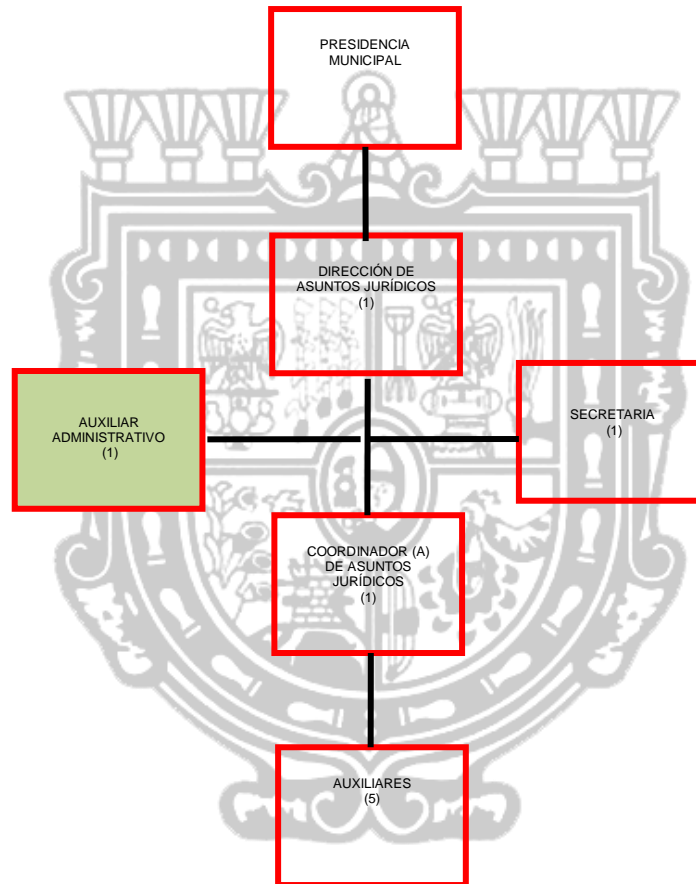 PRESIDENCIA
MUNICIPAL
DIRECCIÓN DE
ASUNTOS JURÍDICOS
(1)
AUXILIAR
ADMINISTRATIVO
(1)
SECRETARIA
(1)
COORDINADOR (A)
DE ASUNTOS
JURÍDICOS
(1)
AUXILIARES
(5)